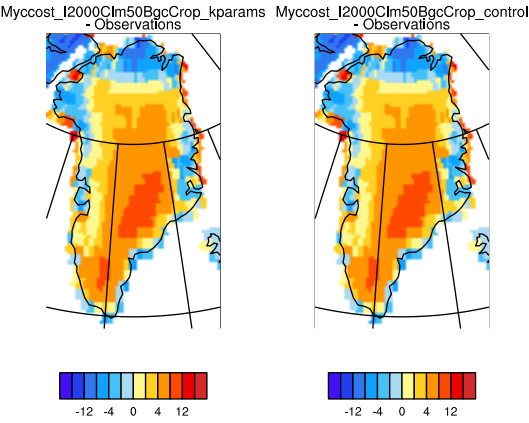 Myccost_I2000Clm50BgcCrop_kparams
- Observations
Myccost_I2000Clm50BgcCrop_control
- Observations
-12 -4 0 4 12
-12 -4 0 4 12